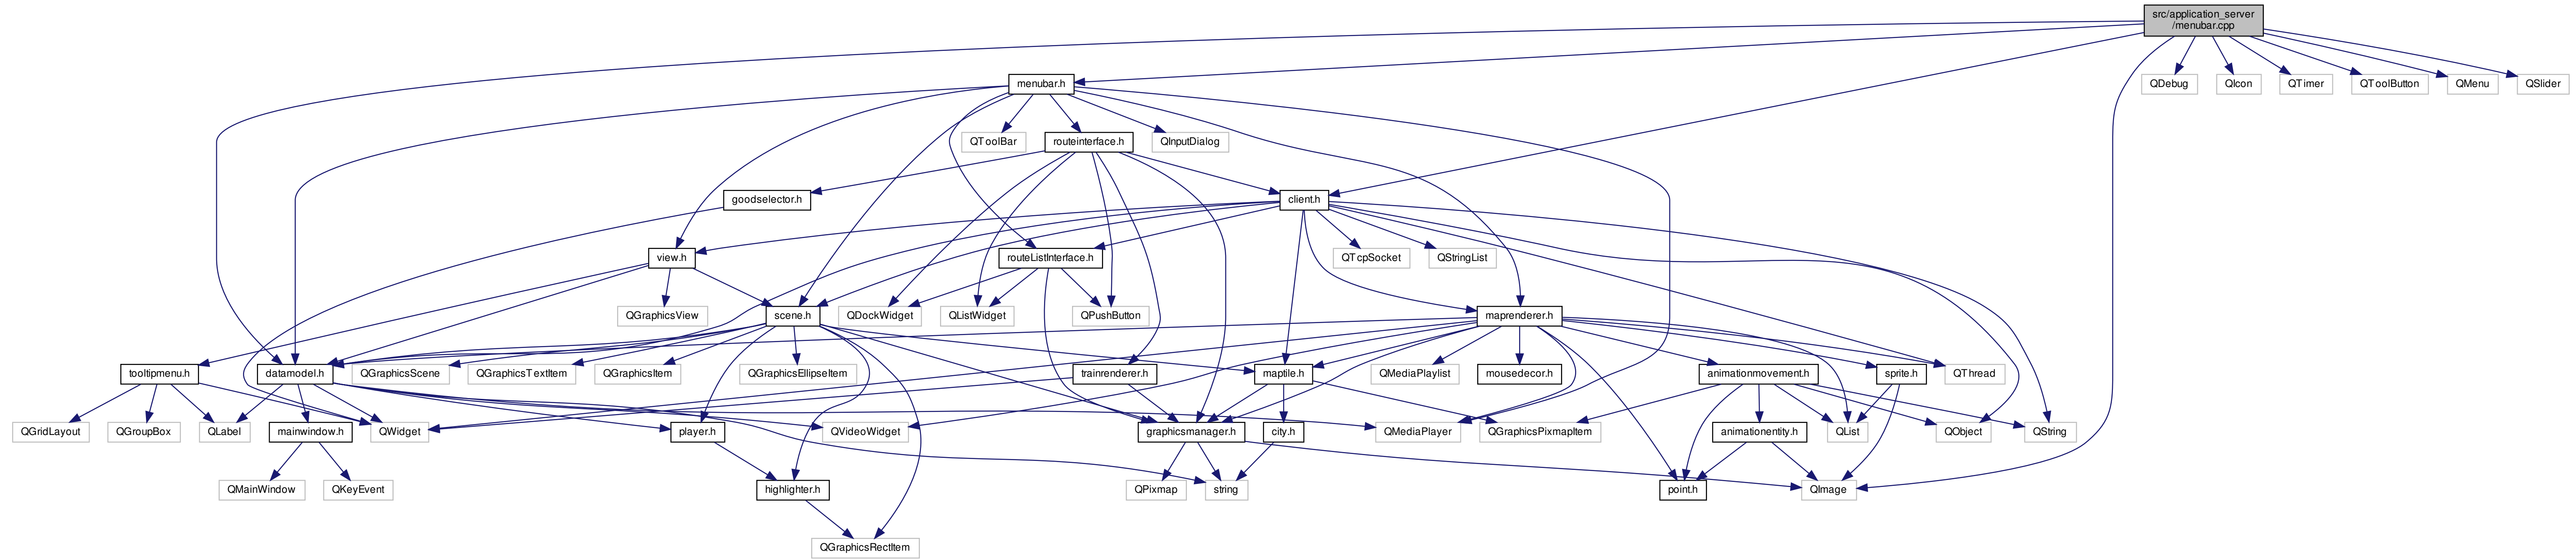 src/application_server
/menubar.cpp
menubar.h
QDebug
QIcon
QTimer
QToolButton
QMenu
QSlider
QToolBar
routeinterface.h
QInputDialog
goodselector.h
client.h
view.h
routeListInterface.h
QTcpSocket
QStringList
QGraphicsView
scene.h
QDockWidget
QListWidget
QPushButton
maprenderer.h
tooltipmenu.h
datamodel.h
QGraphicsScene
QGraphicsTextItem
QGraphicsItem
QGraphicsEllipseItem
trainrenderer.h
maptile.h
QMediaPlaylist
mousedecor.h
animationmovement.h
sprite.h
QThread
QGridLayout
QGroupBox
QLabel
mainwindow.h
QWidget
player.h
QVideoWidget
graphicsmanager.h
city.h
QMediaPlayer
QGraphicsPixmapItem
animationentity.h
QList
QObject
QString
QMainWindow
QKeyEvent
highlighter.h
QPixmap
string
point.h
QImage
QGraphicsRectItem